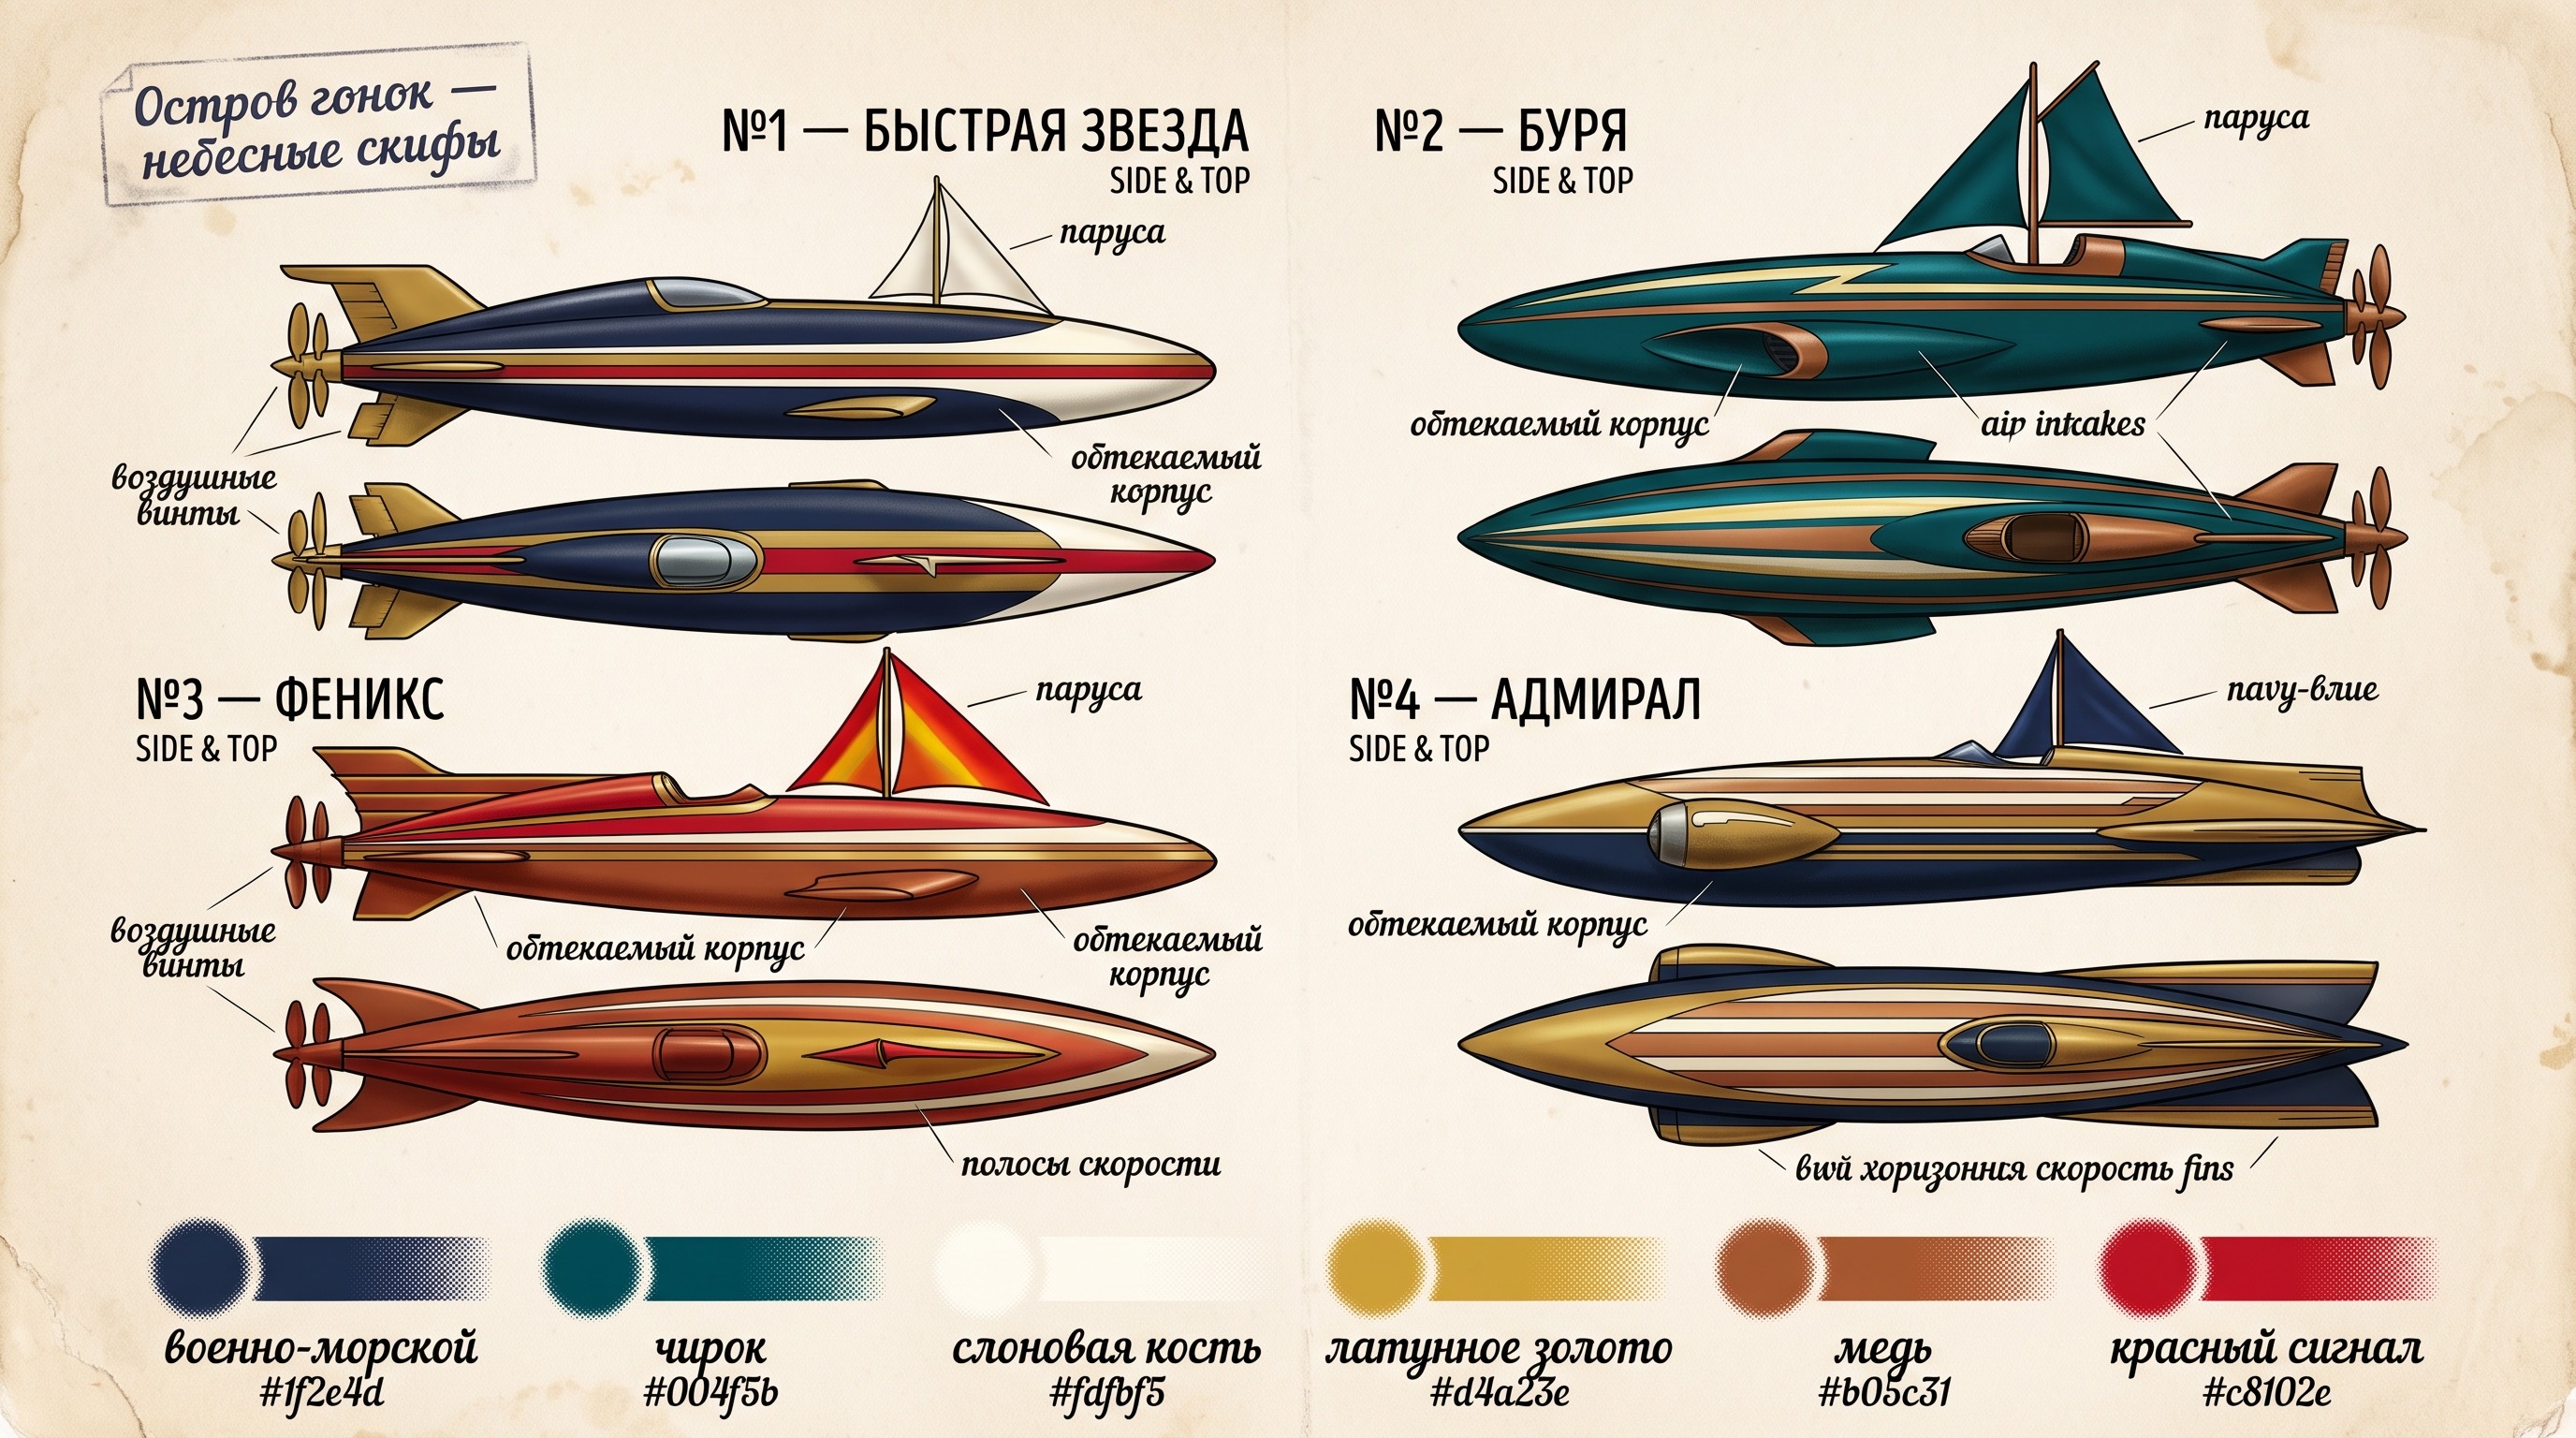 Остров гонок —
небесные скифы
№1 — БЫСТРАЯ ЗВЕЗДА
SIDE & TOP
паруса
воздушные
винты
обтекаемый
корпус
№2 — БУРЯ
SIDE & TOP
паруса
обтекаемый корпус
air intakes
№3 — ФЕНИКС
SIDE & TOP
паруса
воздушные
винты
обтекаемый корпус
обтекаемый
корпус
полосы скорости
№4 — АДМИРАЛ
SIDE & TOP
navy-влие
обтекаемый корпус
скорость fins
военно-морской
#1f2e4d
чирок
#004f5b
слоновая кость
#fdfbf5
латунное золото
#d4a23e
медь
#b05c31
красный сигнал
#c8102e